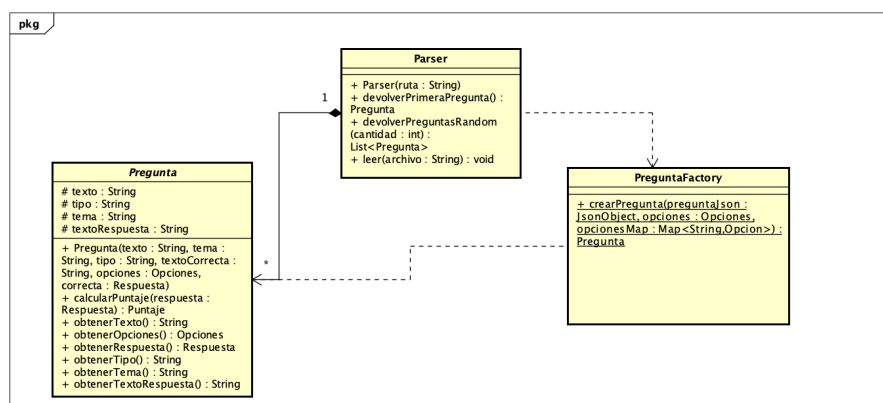 pkg
Parser
+ Parser(ruta : String)
+ devolverPrimeraPregunta() :
Pregunta
+ devolverPreguntasRandom
(cantidad : int) :
List<Pregunta>
+ leer(archivo : String) : void
1
Pregunta
# texto : String
# tipo : String
# tema : String
# textoRespuesta : String
+ Pregunta(texto : String, tema :
String, tipo : String, textoCorrecta :
String, opciones : Opciones,
correcta : Respuesta)
+ calcularPuntaje(respuesta :
Respuesta) : Puntaje
+ obtenerTexto() : String
+ obtenerOpciones() : Opciones
+ obtenerRespuesta() : Respuesta
+ obtenerTipo() : String
+ obtenerTema() : String
+ obtenerTextoRespuesta() : String
*
PreguntaFactory
+ crearPregunta(preguntaJson :
JsonObject, opciones : Opciones,
opcionesMap : Map<String,Opcion>) :
Pregunta